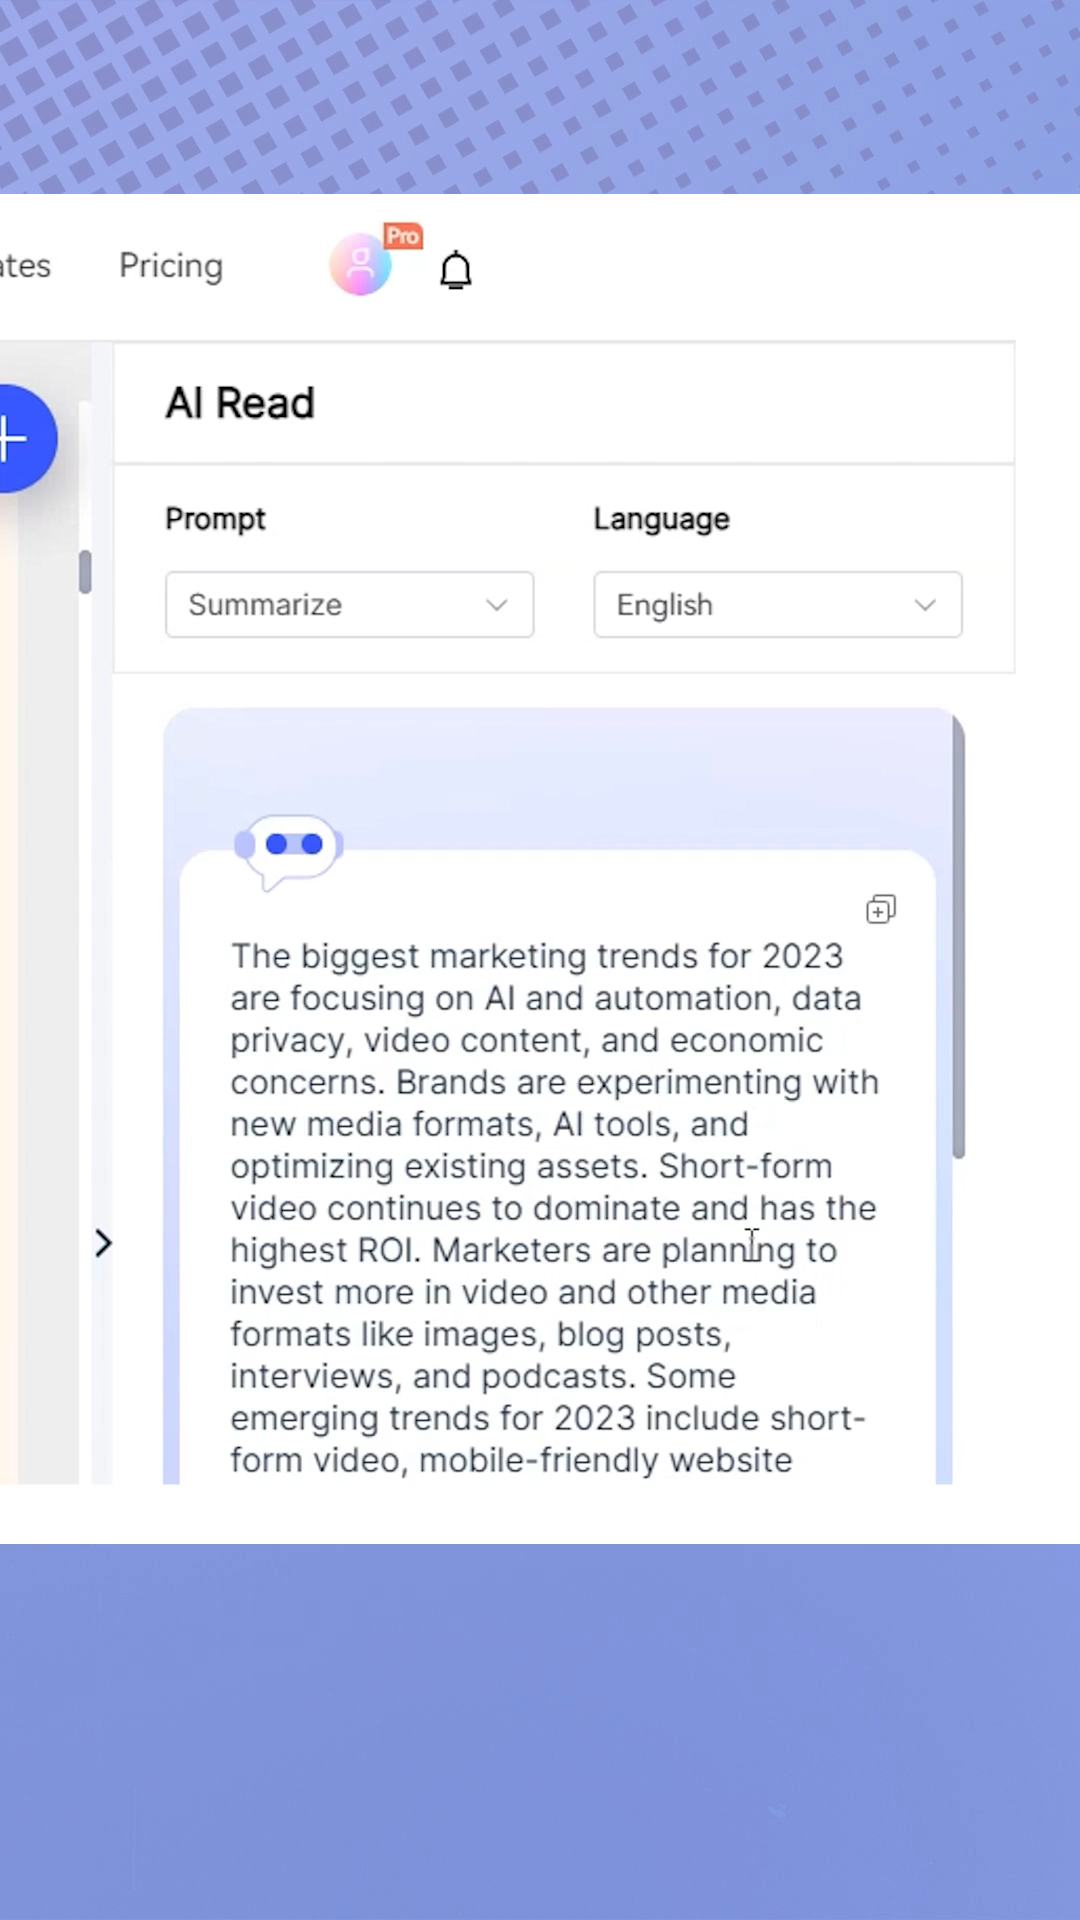 Pro
Pricing
AI Read
Prompt
Language
Summarize
English
The biggest marketing trends for 2023
are focusing on AI and automation, data
privacy, video content, and economic
concerns. Brands are experimenting with
new media formats, AI tools, and
optimizing existing assets. Short-form
video continues to dominate and has the
highest ROI. Marketers are planning to
invest more in video and other media
formats like images, blog posts,
interviews, and podcasts. Some
emerging trends for 2023 include short-
form video, mobile-friendly website